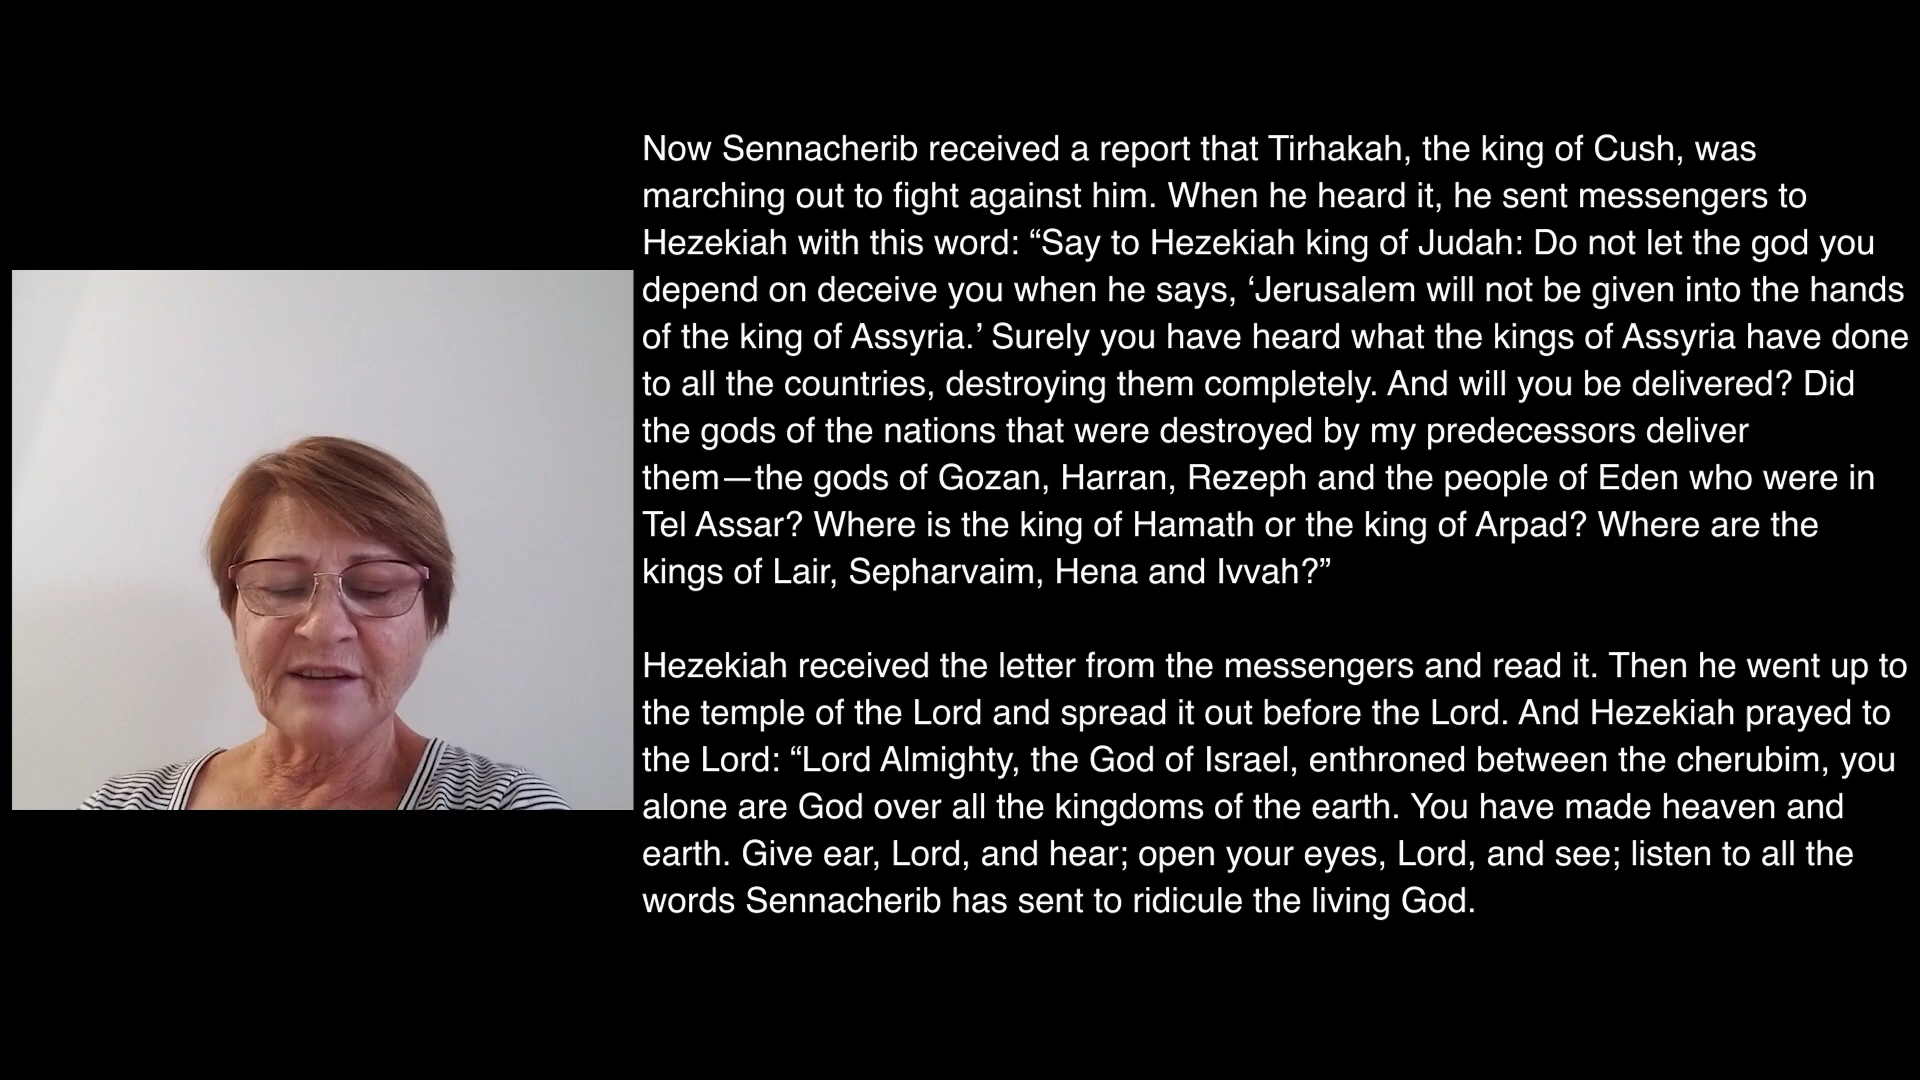 Now Sennacherib received a report that Tirhakah, the king of Cush, was
marching out to fight against him. When he heard it, he sent messengers to
Hezekiah with this word: “Say to Hezekiah king of Judah: Do not let the god you
depend on deceive you when he says, ‘Jerusalem will not be given into the hands
of the king of Assyria.’ Surely you have heard what the kings of Assyria have done
to all the countries, destroying them completely. And will you be delivered? Did
the gods of the nations that were destroyed by my predecessors deliver
them—the gods of Gozan, Harran, Rezeph and the people of Eden who were in
Tel Assar? Where is the king of Hamath or the king of Arpad? Where are the
kings of Lair, Sepharvaim, Hena and Ivvah?”
Hezekiah received the letter from the messengers and read it. Then he went up to
the temple of the Lord and spread it out before the Lord. And Hezekiah prayed to
the Lord: “Lord Almighty, the God of Israel, enthroned between the cherubim, you
alone are God over all the kingdoms of the earth. You have made heaven and
earth. Give ear, Lord, and hear; open your eyes, Lord, and see; listen to all the
words Sennacherib has sent to ridicule the living God.